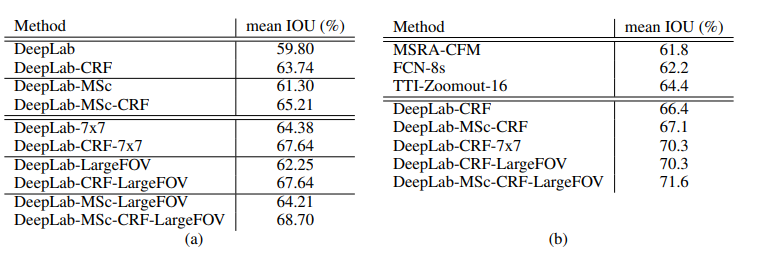 Method mean IOU (%)
DeepLab 59.80
DeepLab-CRF 63.74
DeepLab-MSc 61.30
DeepLab-MSc-CRF 65.21
DeepLab-7x7 64.38
DeepLab-CRF-7x7 67.64
DeepLab-LargeFOV 62.25
DeepLab-CRF-LargeFOV 67.64
DeepLab-MSc-LargeFOV 64.21
DeepLab-MSc-CRF-LargeFOV 68.70
(a)
Method mean IOU (%)
MSRA-CFM 61.8
FCN-8s 62.2
TTI-Zoomout-16 64.4
DeepLab-CRF 66.4
DeepLab-MSc-CRF 67.1
DeepLab-CRF-7x7 70.3
DeepLab-CRF-LargeFOV 70.3
DeepLab-MSc-CRF-LargeFOV 71.6
(b)